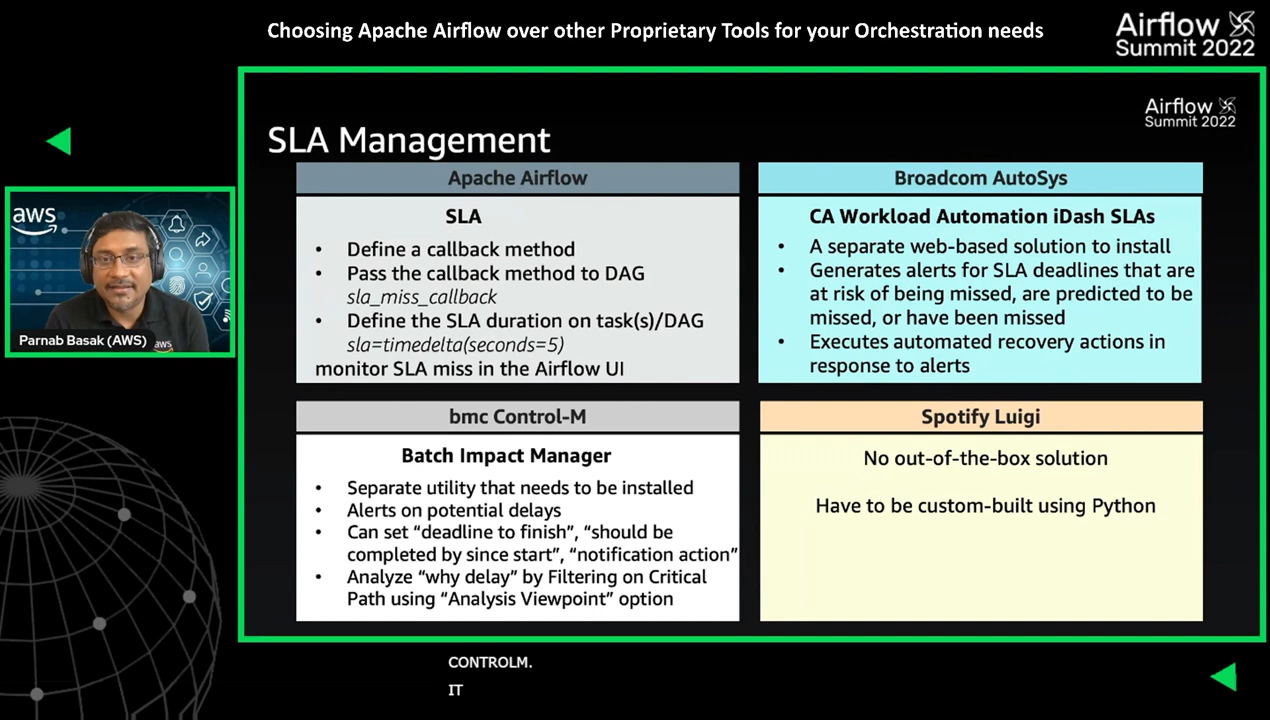 Choosing Apache Airflow over other Proprietary Tools for your Orchestration needs
Airflow
Summit 2022
Airflow
Summit 2022
SLA Management
Apache Airflow
SLA
• Define a callback method
• Pass the callback method to DAG
sla_miss_callback
• Define the SLA duration on task(s)/DAG
sla=timedelta(seconds=5)
monitor SLA miss in the Airflow UI
Broadcom AutoSys
CA Workload Automation iDash SLAs
• A separate web-based solution to install
• Generates alerts for SLA deadlines that are
at risk of being missed, are predicted to be
missed, or have been missed
• Executes automated recovery actions in
response to alerts
bmc Control-M
Batch Impact Manager
• Separate utility that needs to be installed
• Alerts on potential delays
• Can set “deadline to finish”, “should be
completed by since start”, “notification action”
• Analyze “why delay” by Filtering on Critical
Path using “Analysis Viewpoint” option
Spotify Luigi
No out-of-the-box solution
Have to be custom-built using Python
aws
Parnab Basak (AWS)
aws
CONTROLM.
IT